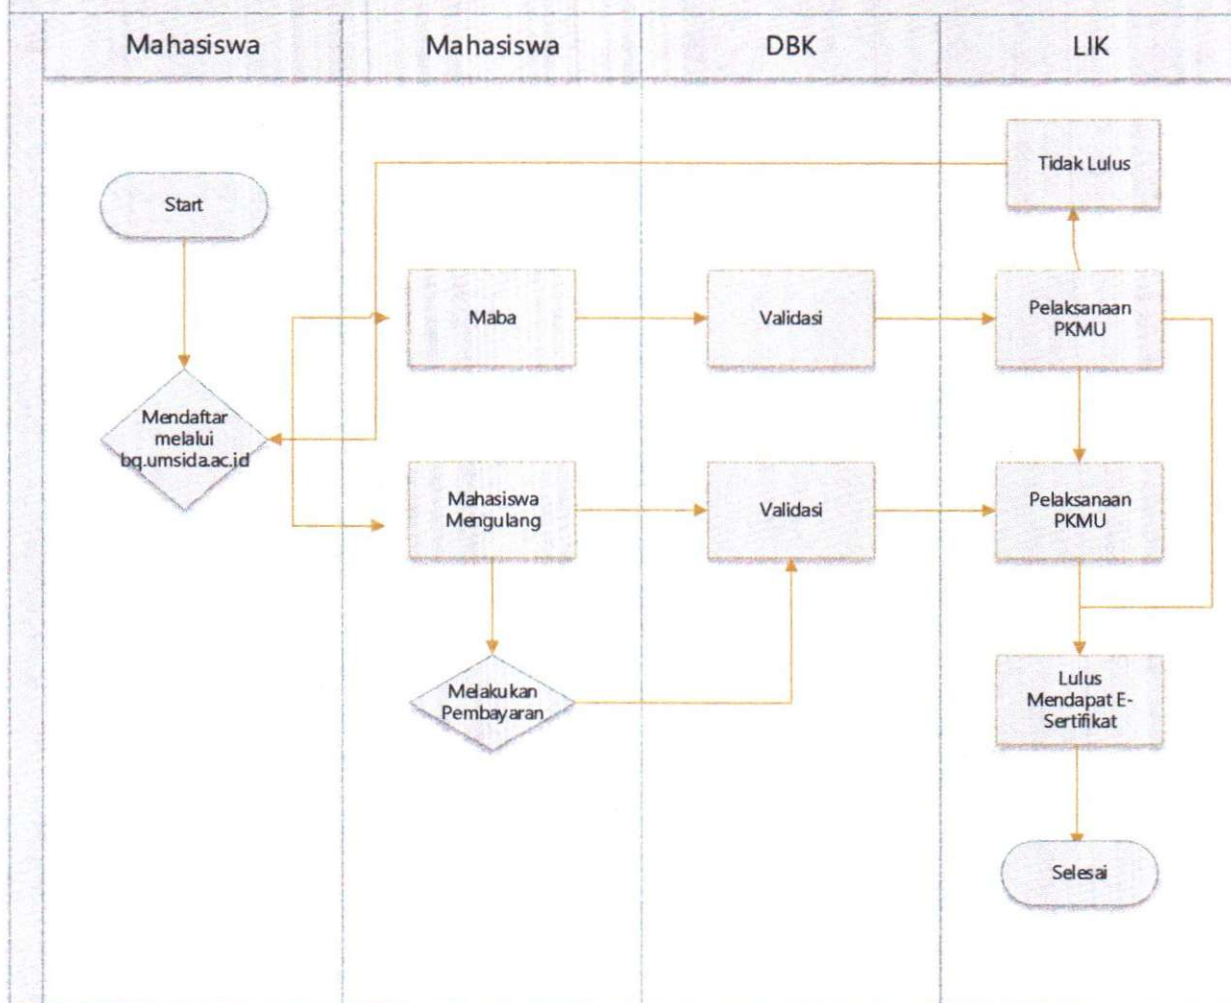 Mahasiswa
Mahasiswa
DBK
LIK
Tidak Lulus
Start
Maba
Validasi
Pelaksanaan
PKMU
Mendaftar
melalui
bq.umsida.ac.id
Mahasiswa
Mengulang
Validasi
Pelaksanaan
PKMU
Melakukan
Pembayaran
Lulus
Mendapat E-
Sertifikat
Selesai